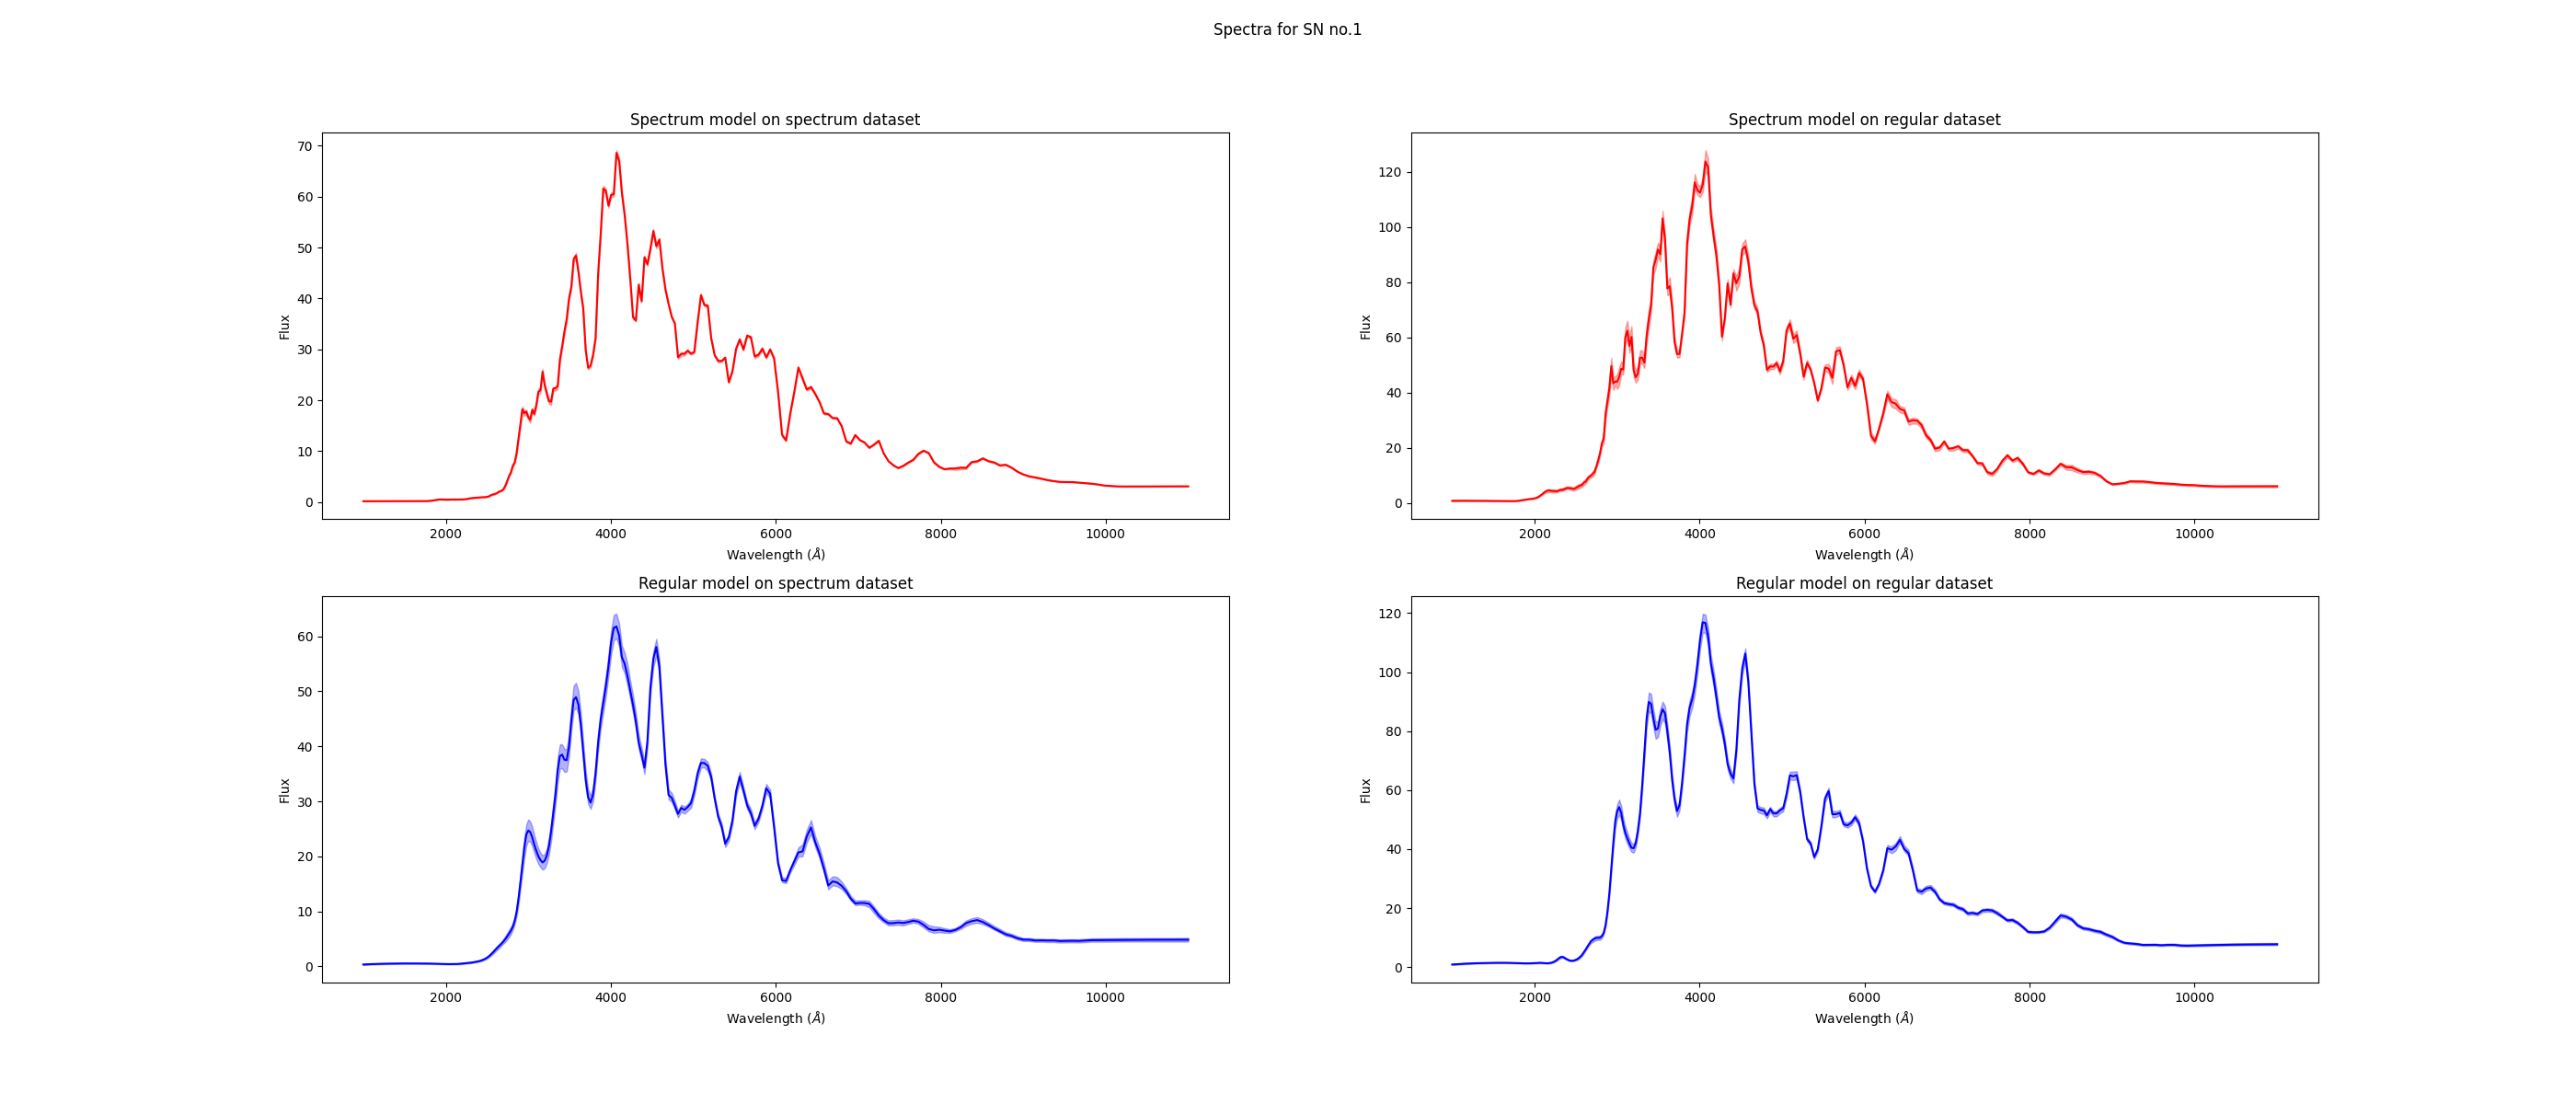 Spectra for SN no.1
Spectrum model on spectrum dataset
70
60
50
40
30
20
10
0
Flux
2000 4000 6000 8000 10000
Wavelength (Å)
Spectrum model on regular dataset
120
100
80
60
40
20
0
Flux
2000 4000 6000 8000 10000
Wavelength (Å)
Regular model on spectrum dataset
60
50
40
30
20
10
0
Flux
2000 4000 6000 8000 10000
Wavelength (Å)
Regular model on regular dataset
120
100
80
60
40
20
0
Flux
2000 4000 6000 8000 10000
Wavelength (Å)